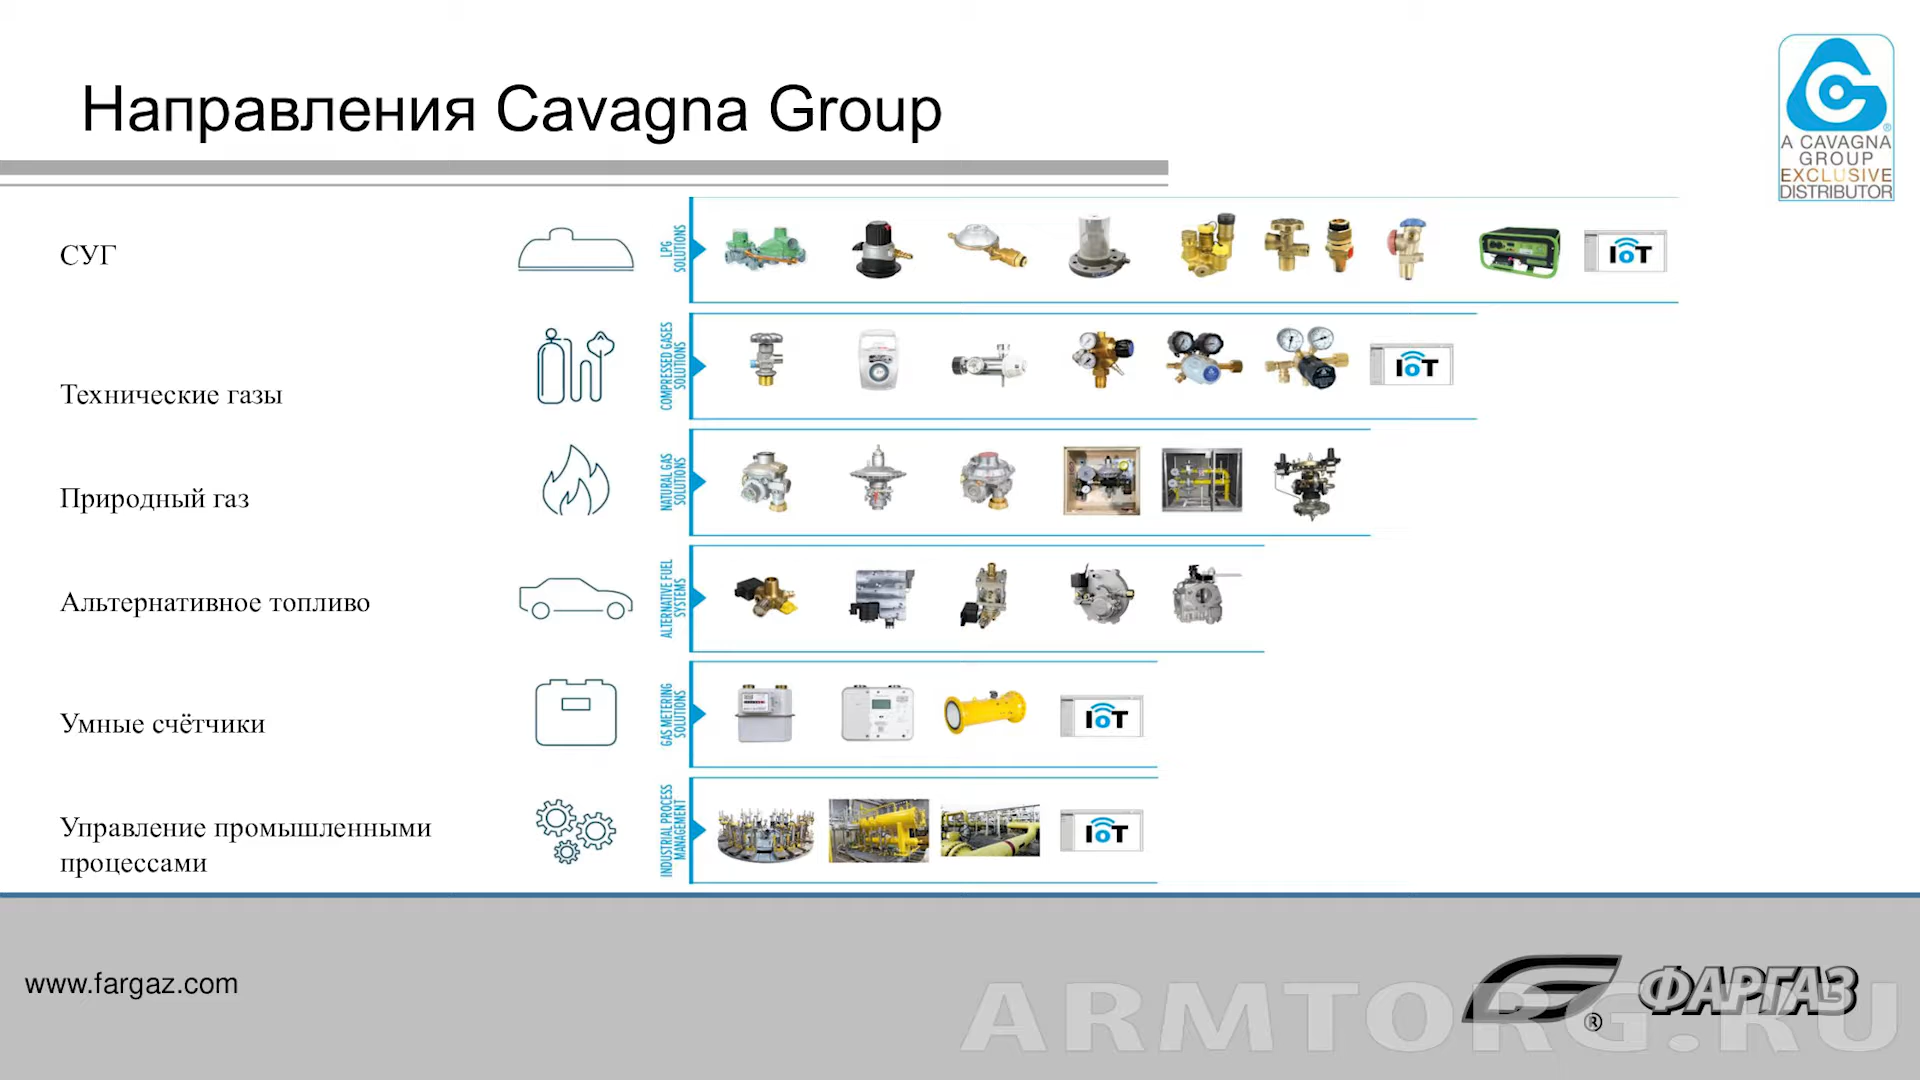 Направления Cavagna Group
A CAVAGNA
GROUP
EXCLUSIVE
DISTRIBUTOR
СУГ
LPG
SOLUTIONS
IoT
Технические газы
COMPRESSED GASES
SOLUTIONS
IoT
Природный газ
NATURAL GAS
SOLUTIONS
Альтернативное топливо
ALTERNATIVE FUEL
SYSTEMS
Умные счётчики
GAS METERING
SOLUTIONS
IoT
Управление промышленными
процессами
INDUSTRIAL PROCESS
MANAGEMENT
IoT
www.fargaz.com
ФАРГАЗ
ARMTORG.RU